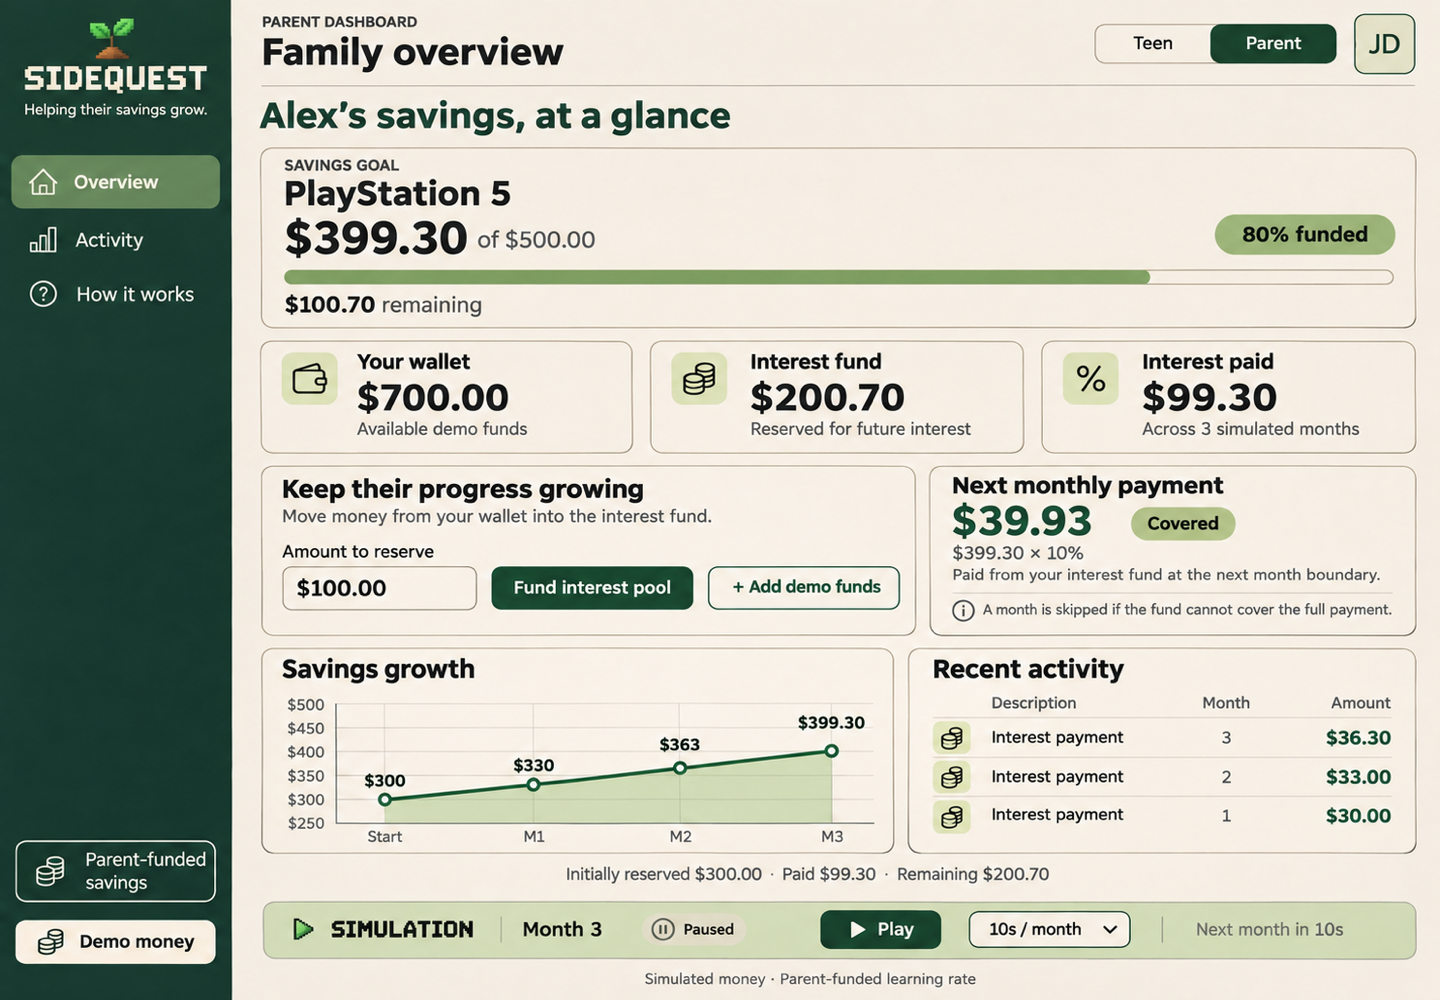 SIDEQUEST
Helping their savings grow.
Overview
Activity
How it works
Parent-funded
savings
Demo money
PARENT DASHBOARD
Family overview
Teen
Parent
JD
Alex's savings, at a glance
SAVINGS GOAL
PlayStation 5
$399.30 of $500.00
80% funded
$100.70 remaining
Your wallet
$700.00
Available demo funds
Interest fund
$200.70
Reserved for future interest
%
Interest paid
$99.30
Across 3 simulated months
Keep their progress growing
Move money from your wallet into the interest fund.
Amount to reserve
$100.00
Fund interest pool
+ Add demo funds
Next monthly payment
$39.93
Covered
$399.30 × 10%
Paid from your interest fund at the next month boundary.
A month is skipped if the fund cannot cover the full payment.
Savings growth
$500
$450
$400
$350
$300
$250
$300
$330
$363
$399.30
Start
M1
M2
M3
Recent activity
Description Month Amount
Interest payment 3 $36.30
Interest payment 2 $33.00
Interest payment 1 $30.00
Initially reserved $300.00 · Paid $99.30 · Remaining $200.70
SIMULATION
Month 3
Paused
Play
10s / month
Next month in 10s
Simulated money · Parent-funded learning rate